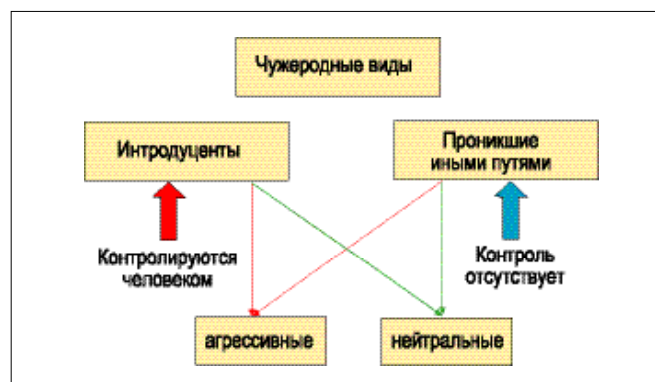 Чужеродные виды
Интродуценты
Проникшие
иными путями
Контролируются
человеком
Контроль
отсутствует
агрессивные
нейтральные